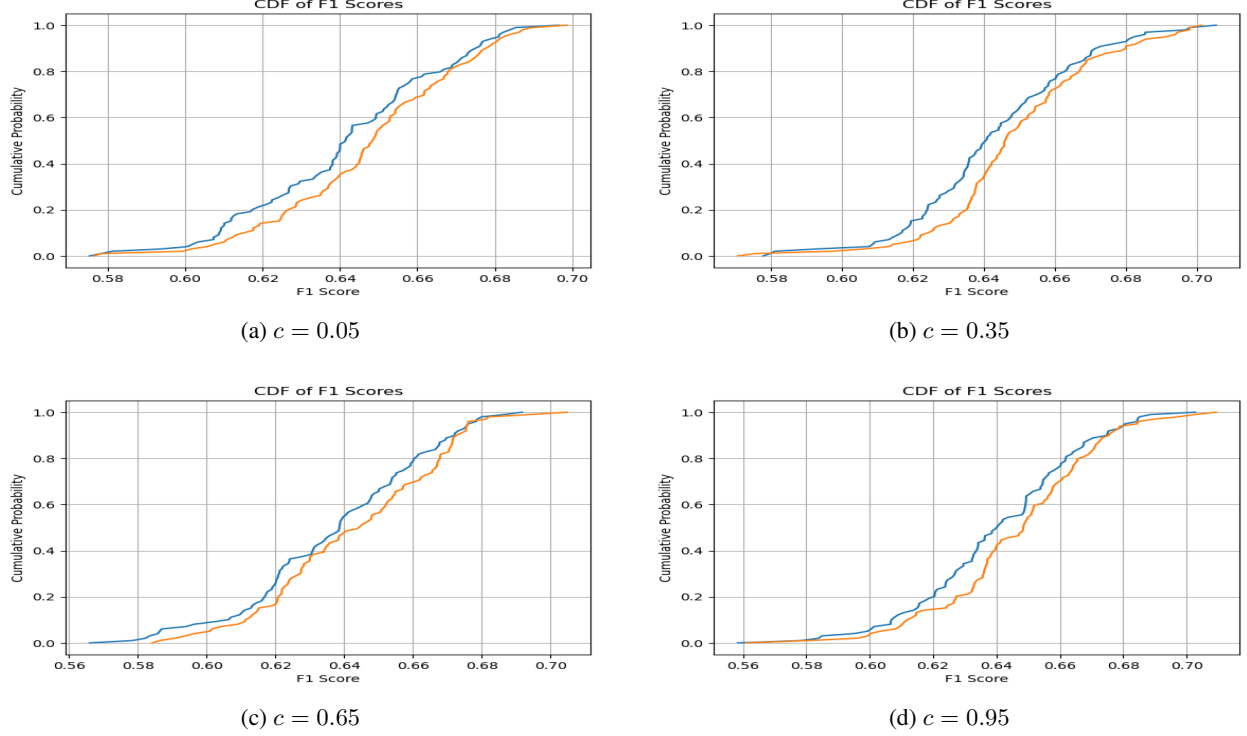 CDF of F1 Scores
1.0
0.8
0.6
0.4
0.2
0.0
Cumulative Probability
0.58 0.60 0.62 0.64 0.66 0.68 0.70
F1 Score
(a) c = 0.05
CDF of F1 Scores
1.0
0.8
0.6
0.4
0.2
0.0
Cumulative Probability
0.58 0.60 0.62 0.64 0.66 0.68 0.70
F1 Score
(b) c = 0.35
CDF of F1 Scores
1.0
0.8
0.6
0.4
0.2
0.0
Cumulative Probability
0.56 0.58 0.60 0.62 0.64 0.66 0.68 0.70
F1 Score
(c) c = 0.65
CDF of F1 Scores
1.0
0.8
0.6
0.4
0.2
0.0
Cumulative Probability
0.56 0.58 0.60 0.62 0.64 0.66 0.68 0.70
F1 Score
(d) c = 0.95